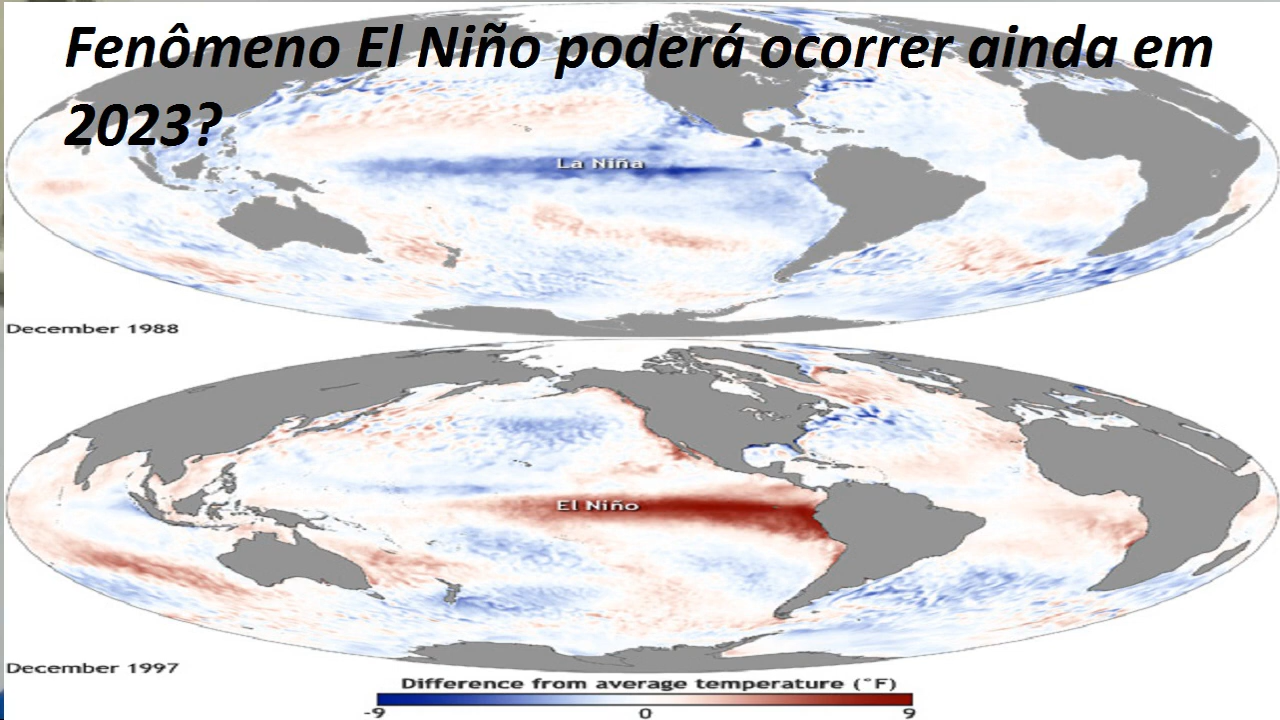 Fenômeno El Niño poderá ocorrer ainda em
2023?
La Niña
December 1988
El Niño
December 1997
Difference from average temperature (°F)
-9 0 9